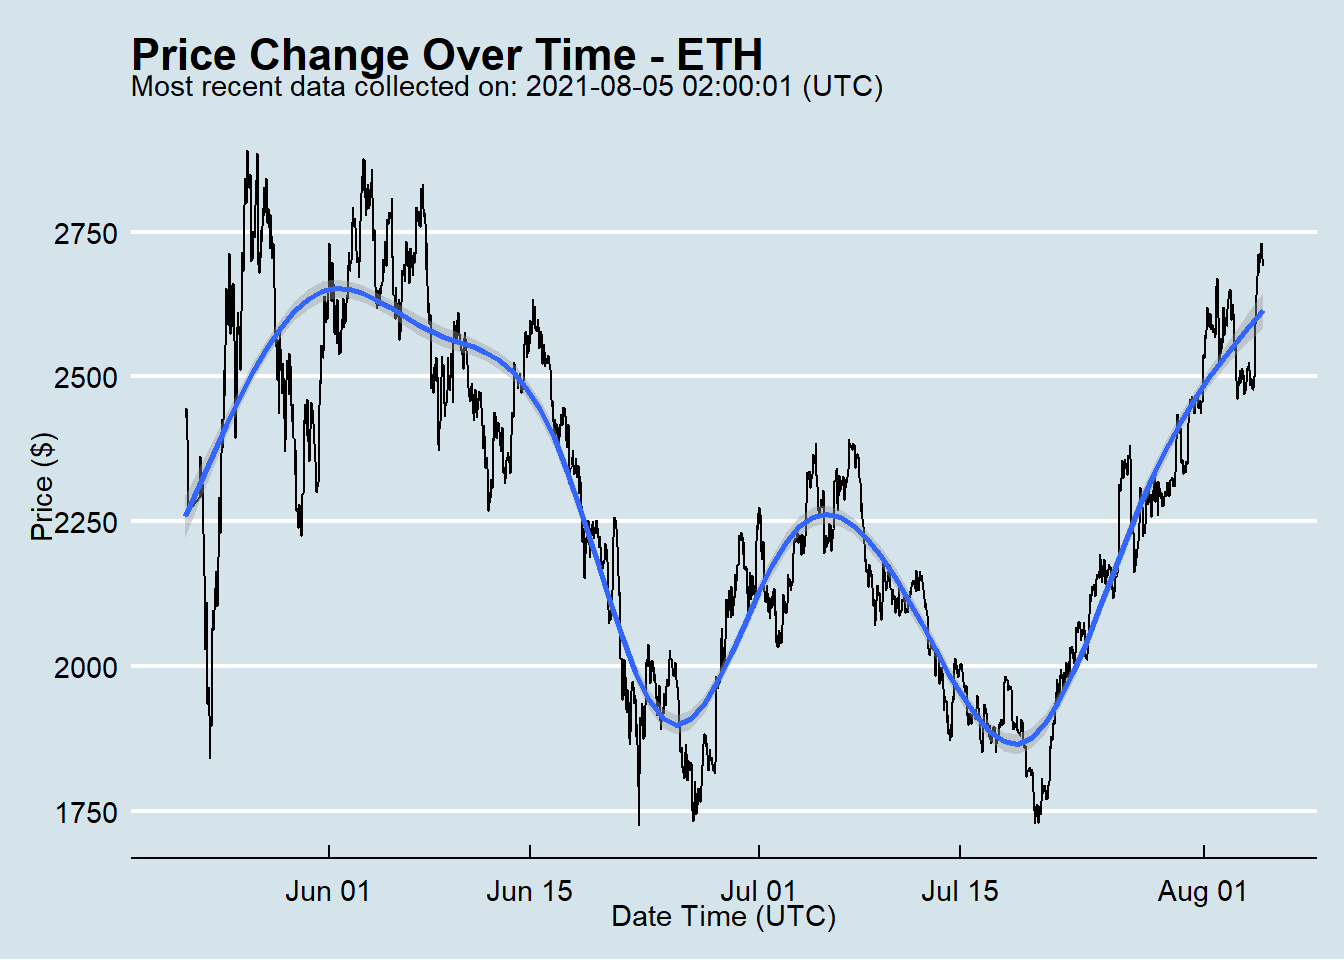 Price Change Over Time - ETH
Most recent data collected on: 2021-08-05 02:00:01 (UTC)
Price ($)
2750
2500
2250
2000
1750
Jun 01 Jun 15 Jul 01 Jul 15 Aug 01
Date Time (UTC)